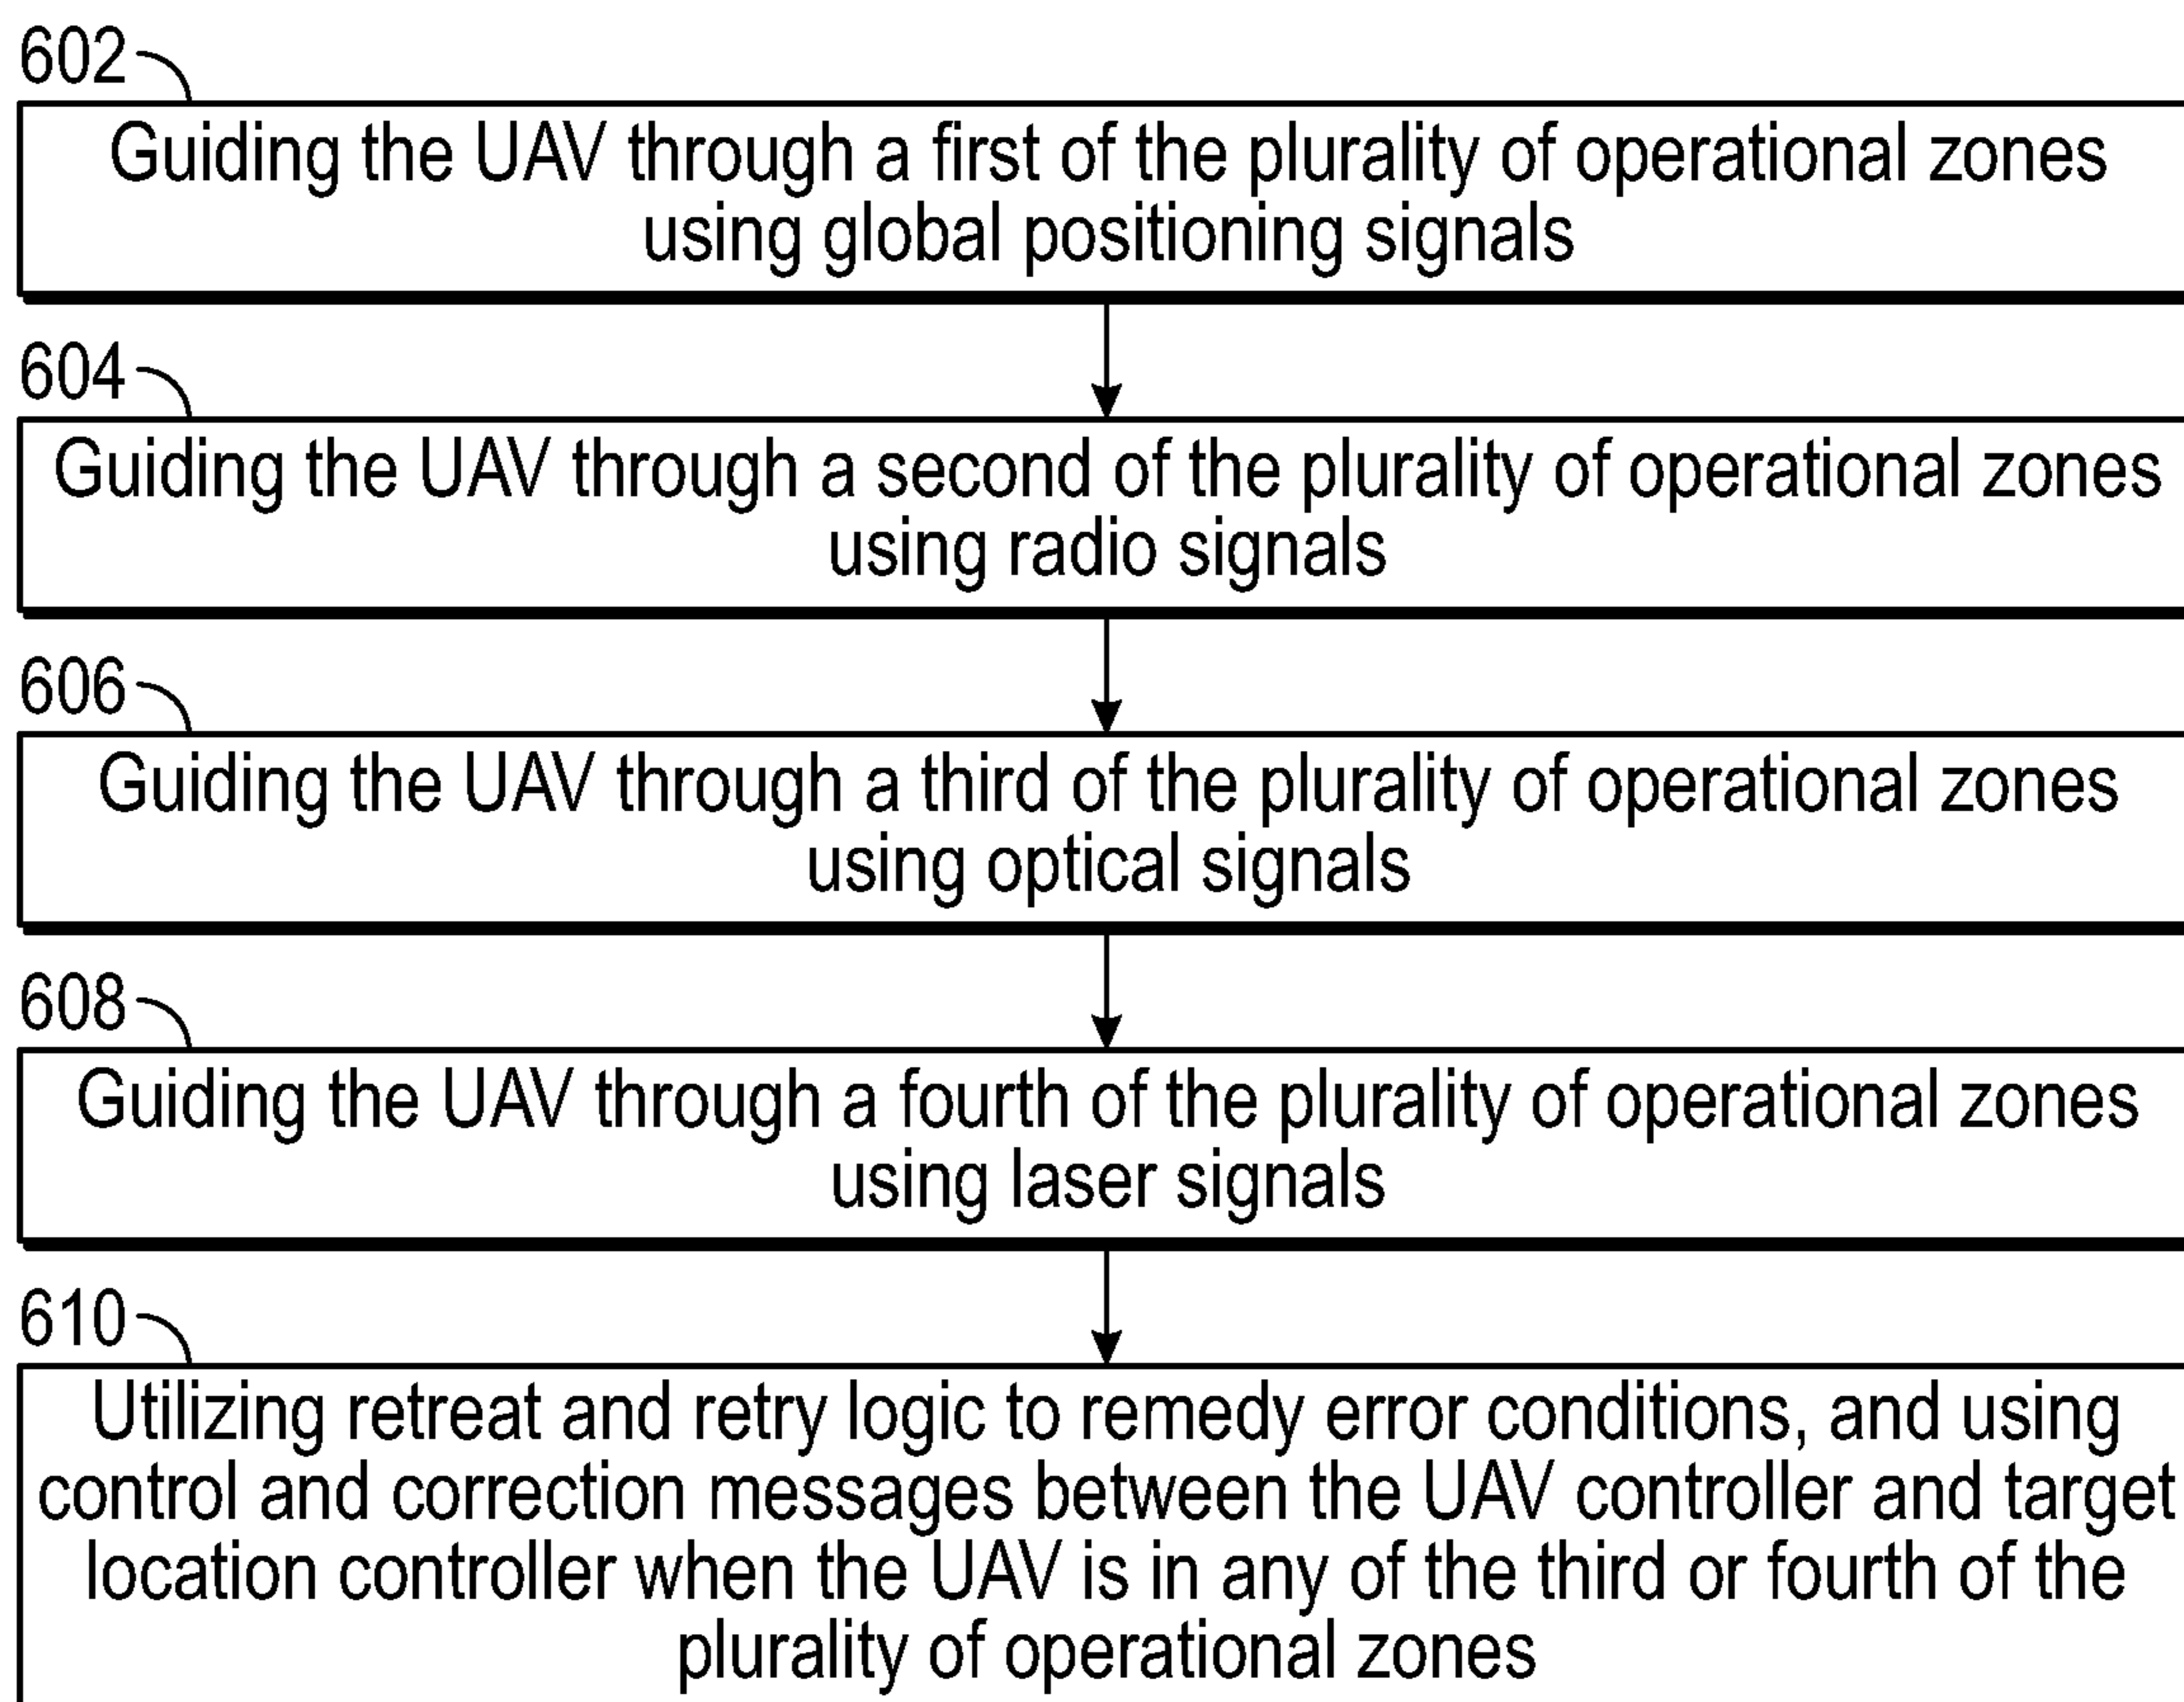 602
Guiding the UAV through a first of the plurality of operational zones
using global positioning signals
604
Guiding the UAV through a second of the plurality of operational zones
using radio signals
606
Guiding the UAV through a third of the plurality of operational zones
using optical signals
608
Guiding the UAV through a fourth of the plurality of operational zones
using laser signals
610
Utilizing retreat and retry logic to remedy error conditions, and using
control and correction messages between the UAV controller and target
location controller when the UAV is in any of the third or fourth of the
plurality of operational zones